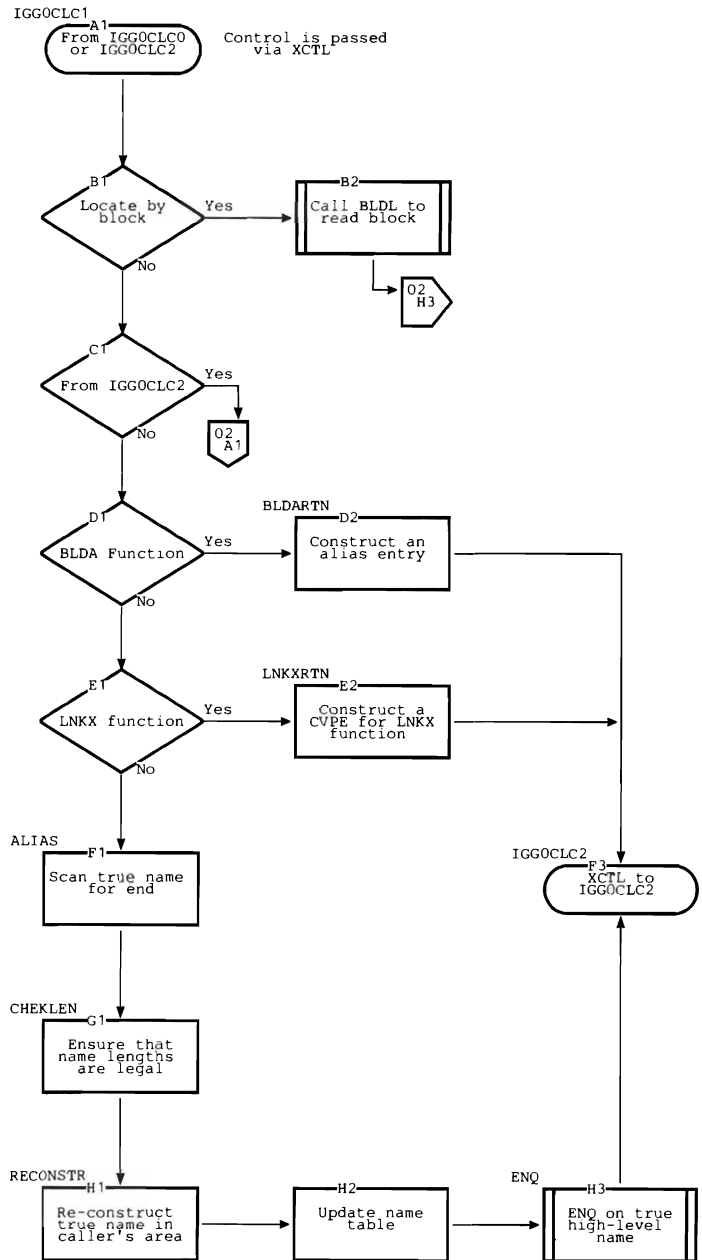 IGG0CLC1
A1
From IGG0CLC0
or IGG0CLC2
Control is passed
via XCTL
B1
Locate by
block
Yes
No
B2
Call BLDL to
read block
02
H3
C1
From IGG0CLC2
Yes
No
02
A1
D1
BLDA Function
Yes
No
BLDARTN
D2
Construct an
alias entry
E1
LNKX function
Yes
No
LNKXRTN
E2
Construct a
CVPE for LNKX
function
ALIAS
F1
Scan true name
for end
IGG0CLC2
F3
XCTL to
IGG0CLC2
CHEKLEN
G1
Ensure that
name lengths
are legal
RECONSTR
H1
Re-construct
true name in
caller's area
H2
Update name
table
ENQ
H3
ENQ on true
high-level
name